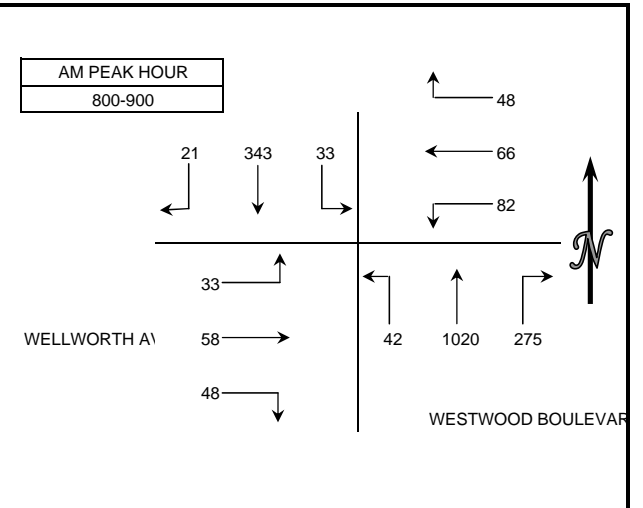 AM PEAK HOUR
800-900
48
21 343 33
66
82
N
33
WELLWORTH AV
58
42 1020 275
48
WESTWOOD BOULEVAR